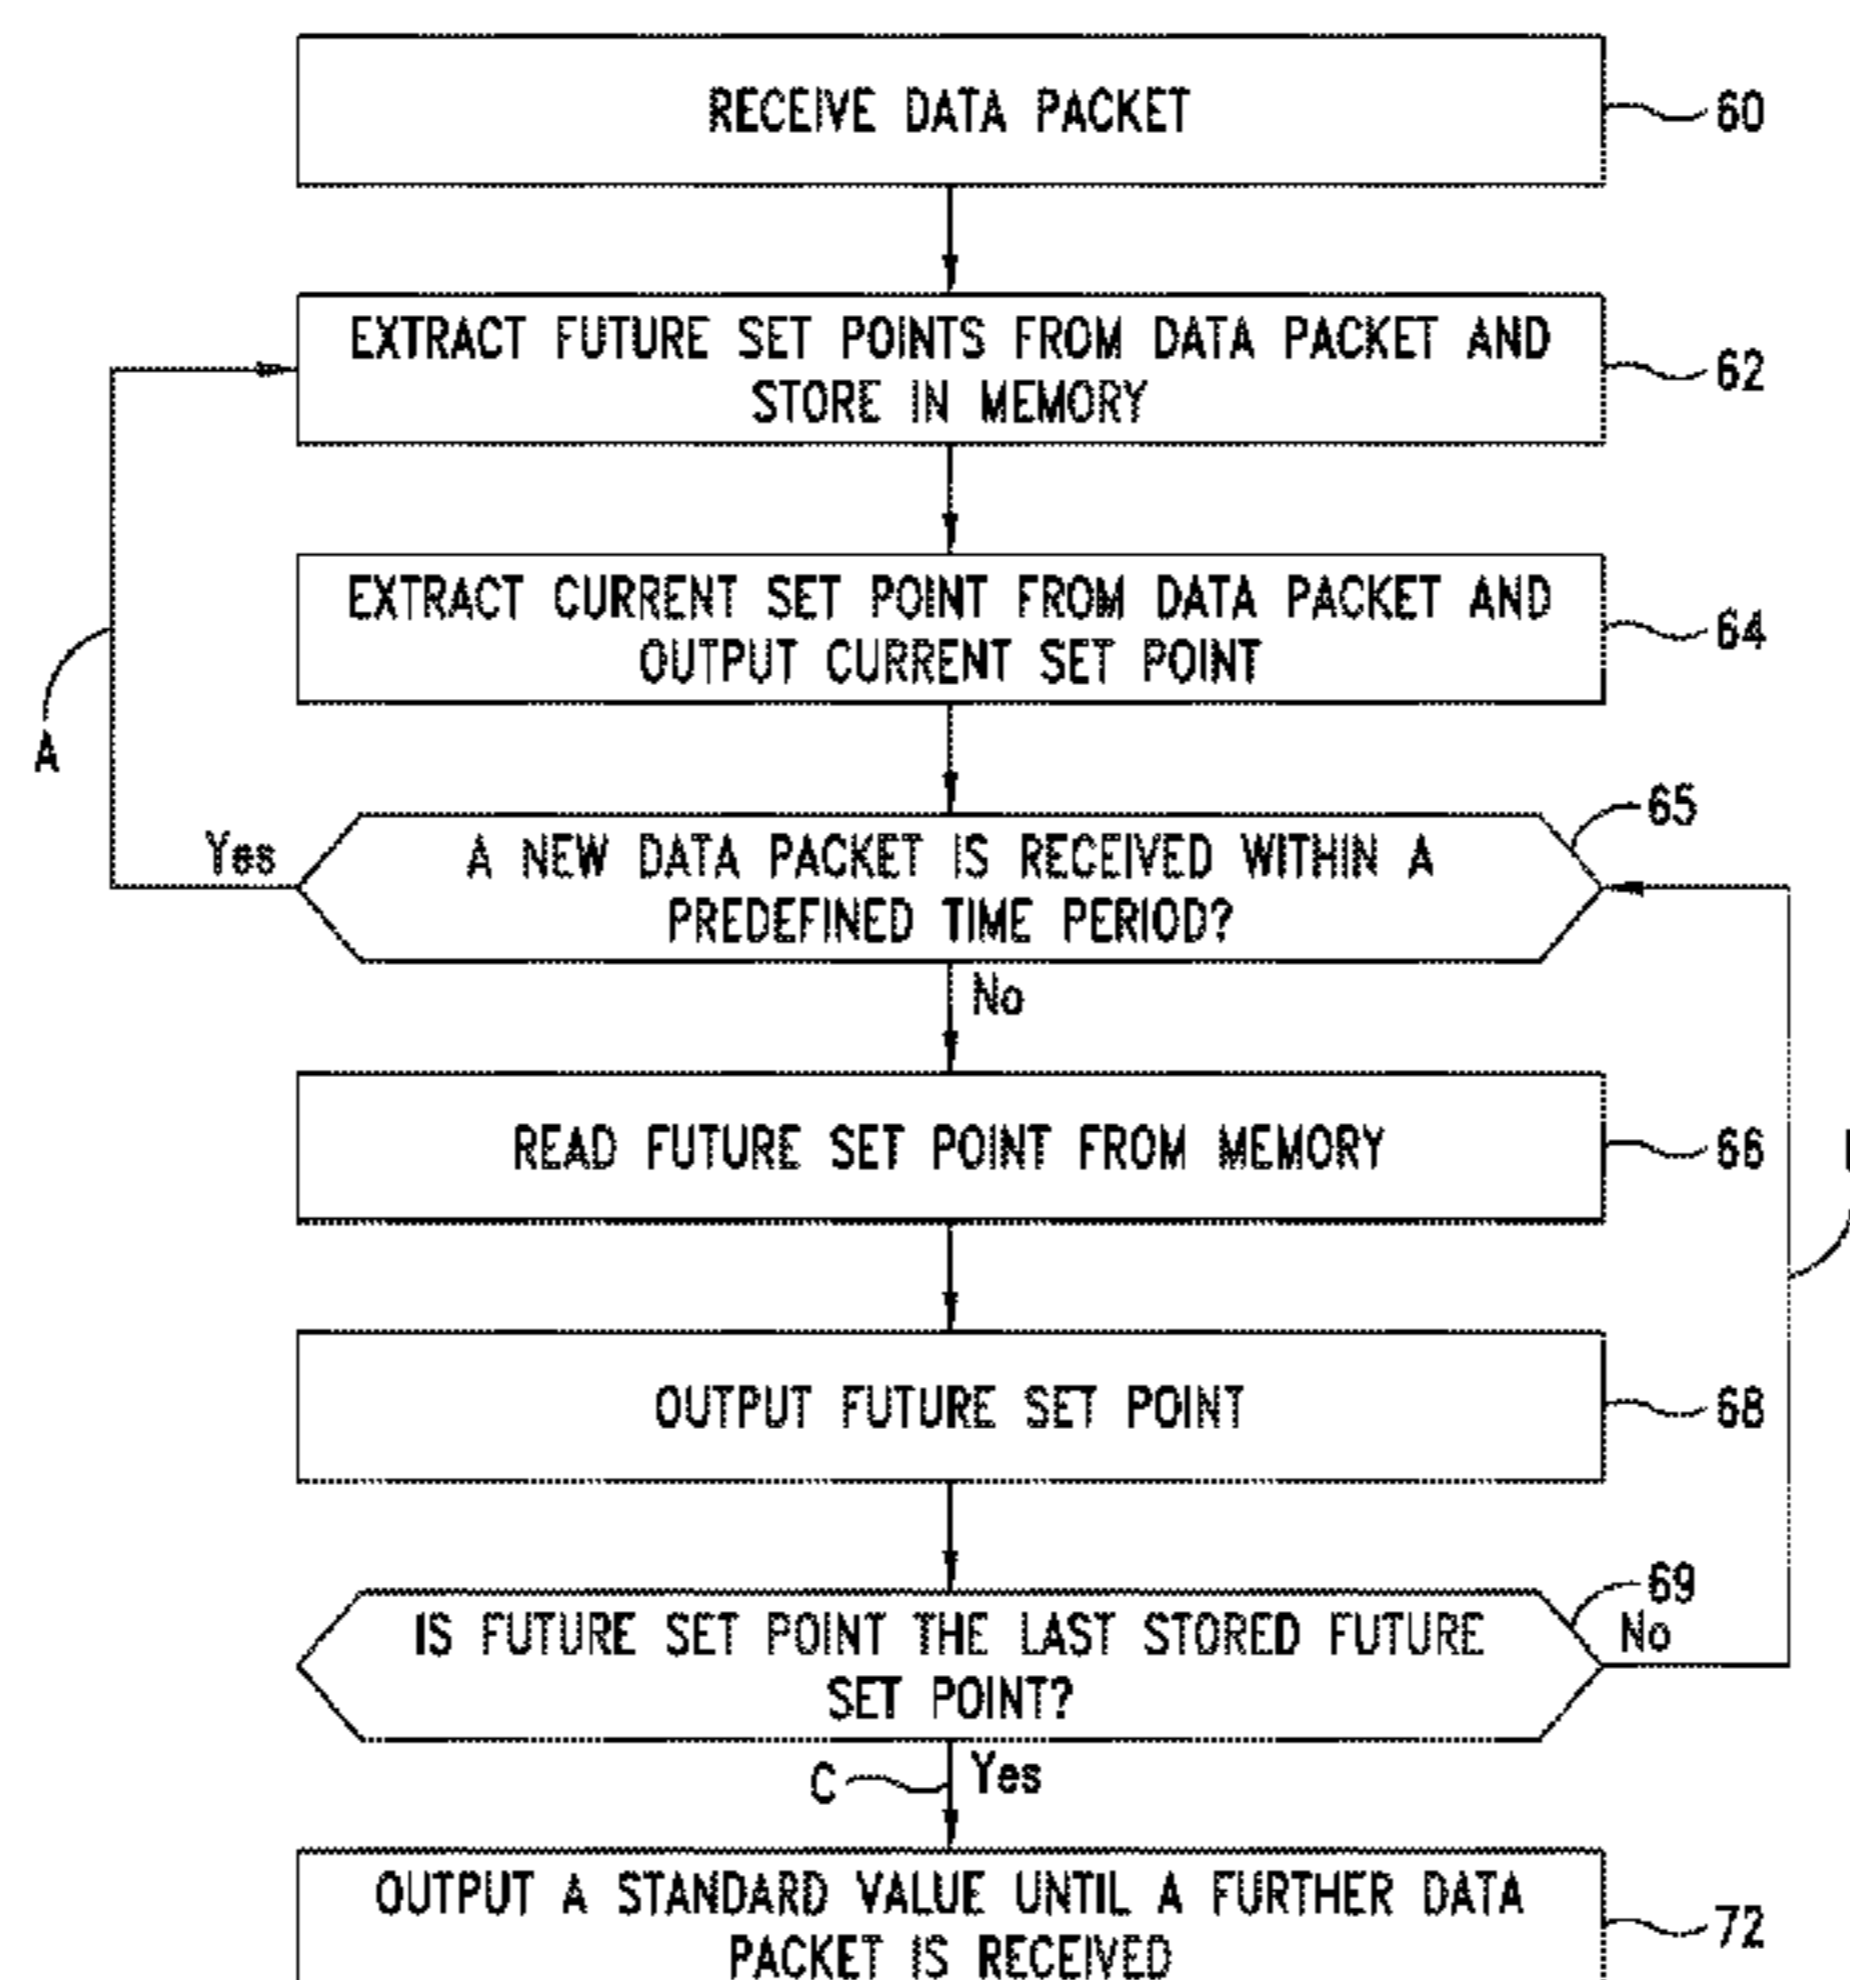 RECEIVE DATA PACKET
60
EXTRACT FUTURE SET POINTS FROM DATA PACKET AND
STORE IN MEMORY
62
EXTRACT CURRENT SET POINT FROM DATA PACKET AND
OUTPUT CURRENT SET POINT
64
A
65
Yes
A NEW DATA PACKET IS RECEIVED WITHIN A
PREDEFINED TIME PERIOD?
No
READ FUTURE SET POINT FROM MEMORY
66
OUTPUT FUTURE SET POINT
68
69
IS FUTURE SET POINT THE LAST STORED FUTURE
SET POINT?
No
C
Yes
OUTPUT A STANDARD VALUE UNTIL A FURTHER DATA
PACKET IS RECEIVED
72